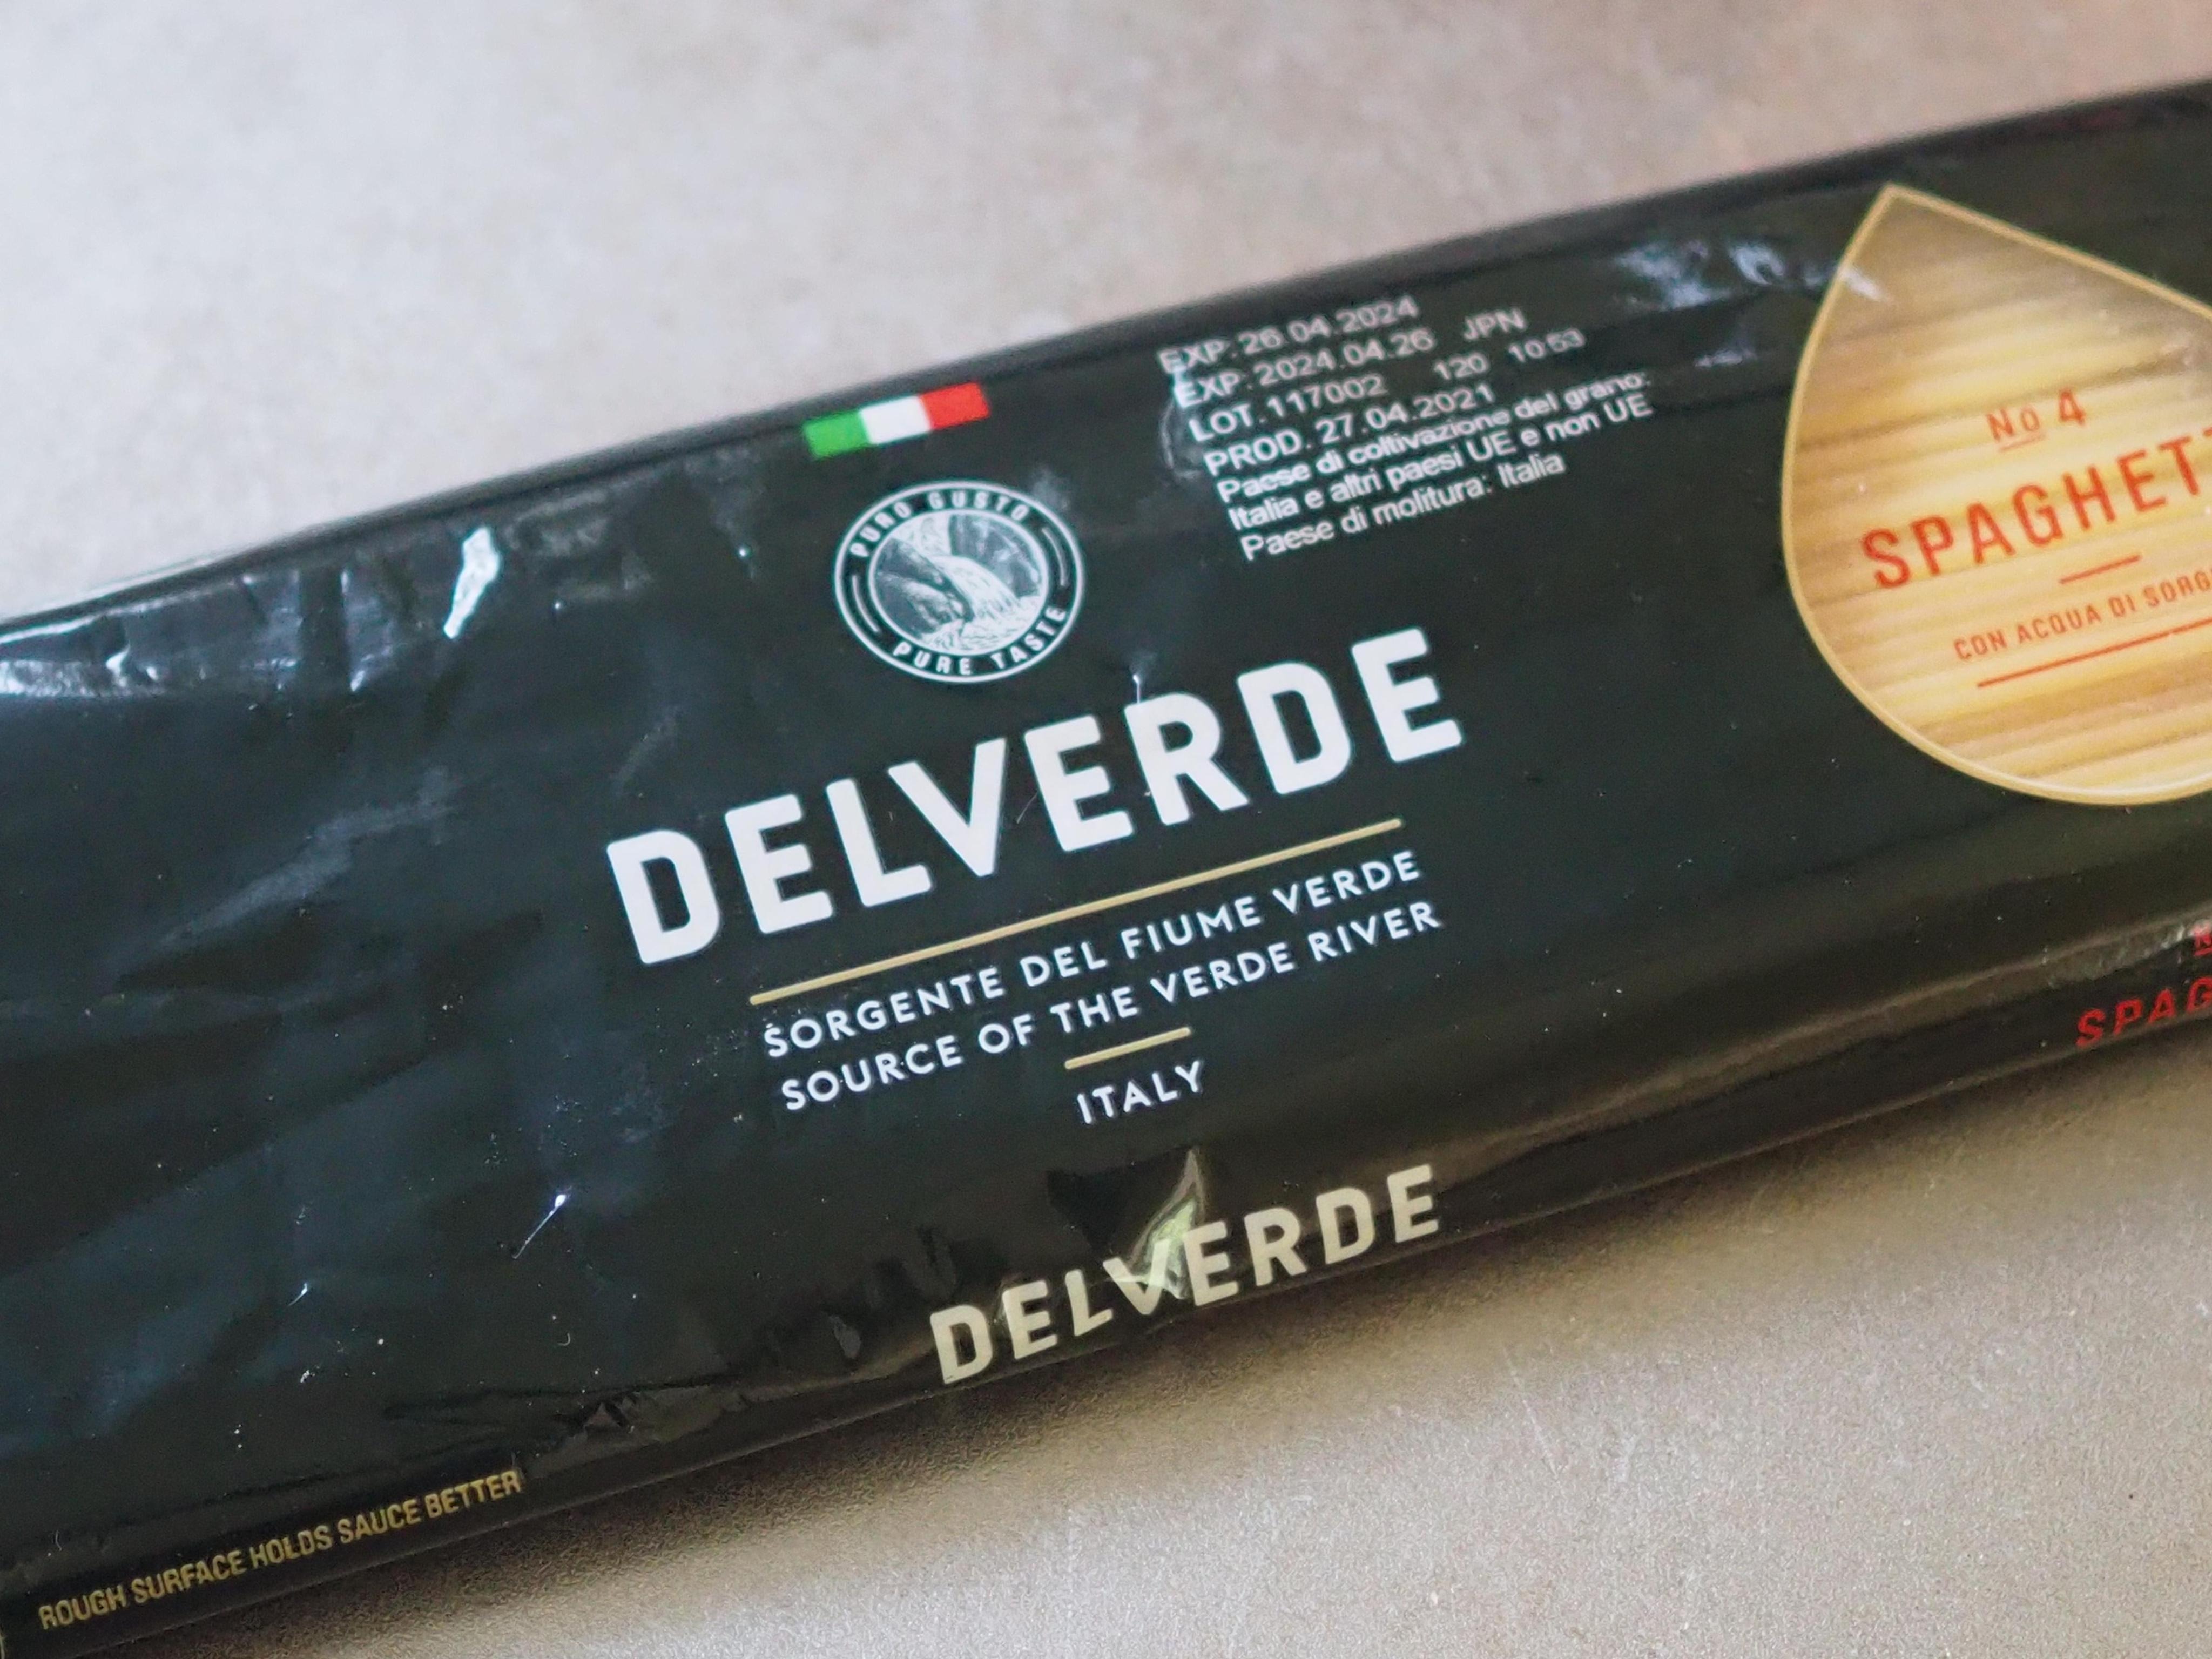 EXP: 26.04.2024
EXP: 2024.04.26 JPN
LOT.117002 120 10:53
PROD. 27.04.2021
Paese di coltivazione del grano:
Italia e altri paesi UE e non UE
Paese di molitura: Italia
PURO GUSTO
PURE TASTE
DELVERDE
SORGENTE DEL FIUME VERDE
SOURCE OF THE VERDE RIVER
ITALY
No 4
SPAGHETT
CON ACQUA DI SORG
DELVERDE
SPAG
ROUGH SURFACE HOLDS SAUCE BETTER